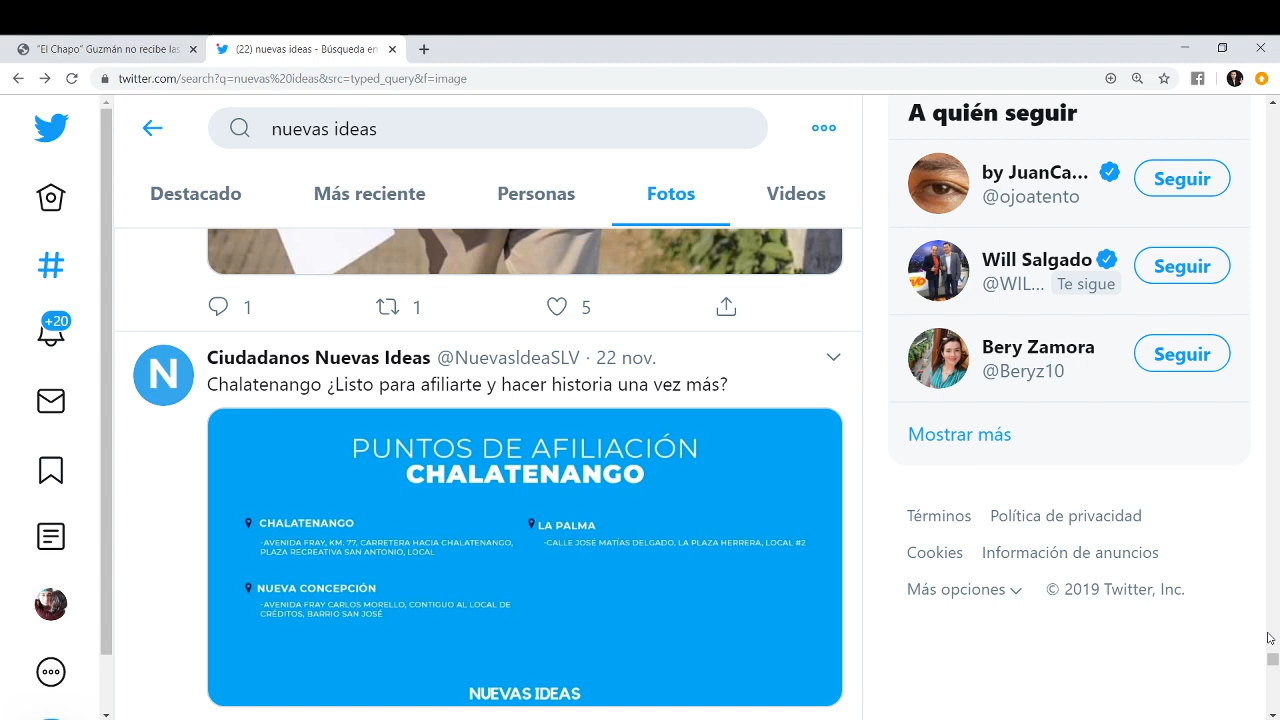 "El Chapo" Guzmán no recibe las
(22) nuevas ideas - Búsqueda en
twitter.com/search?q=nuevas%20ideas&src=typed_query&f=image
nuevas ideas
Destacado
Más reciente
Personas
Fotos
Videos
+20
1
1
5
Ciudadanos Nuevas Ideas @NuevasIdeaSLV · 22 nov.
Chalatenango ¿Listo para afiliarte y hacer historia una vez más?
N
PUNTOS DE AFILIACIÓN
CHALATENANGO
CHALATENANGO
-AVENIDA FRAY, KM. 77, CARRETERA HACIA CHALATENANGO,
PLAZA RECREATIVA SAN ANTONIO, LOCAL
NUEVA CONCEPCIÓN
-AVENIDA FRAY CARLOS MORELLO, CONTIGUO AL LOCAL DE
CRÉDITOS, BARRIO SAN JOSÉ
LA PALMA
-CALLE JOSÉ MATÍAS DELGADO, LA PLAZA HERRERA, LOCAL #2
NUEVAS IDEAS
A quién seguir
by JuanCa...
@ojoatento
Seguir
Will Salgado
@WIL... Te sigue
Seguir
Bery Zamora
@Beryz10
Seguir
Mostrar más
Términos Política de privacidad
Cookies Información de anuncios
Más opciones © 2019 Twitter, Inc.